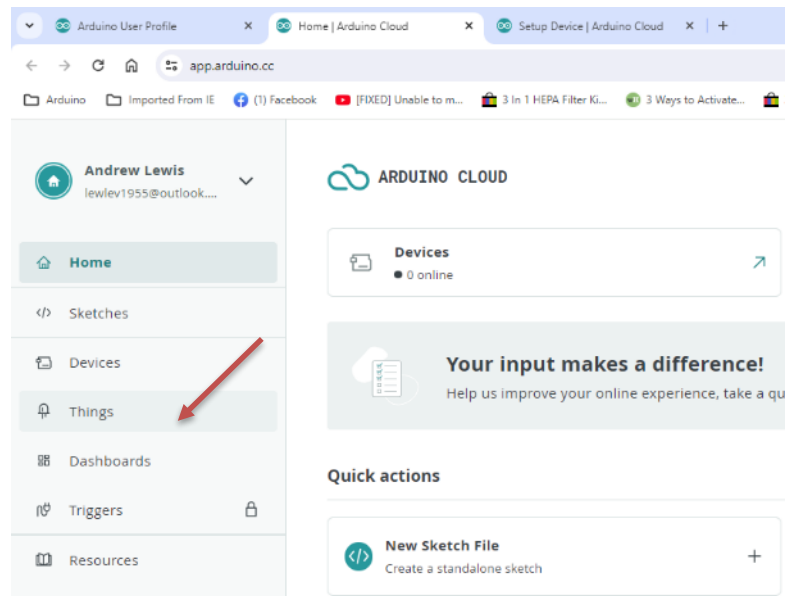 Arduino User Profile
Home | Arduino Cloud
Setup Device | Arduino Cloud
app.arduino.cc
Arduino
Imported From IE
(1) Facebook
[FIXED] Unable to m...
3 In 1 HEPA Filter Ki...
3 Ways to Activate...
Andrew Lewis
lewlev1955@outlook....
Home
Sketches
Devices
Things
Dashboards
Triggers
Resources
ARDUINO CLOUD
Devices
0 online
Your input makes a difference!
Help us improve your online experience, take a qu
Quick actions
New Sketch File
Create a standalone sketch